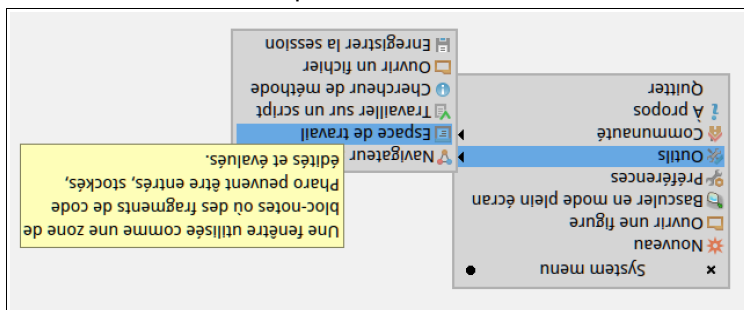 System menu
Nouveau
Ouvrir une figure
Basculer en mode plein écran
Préférences
Outils
Communauté
À propos
Quitter
Navigateur
Espace de travail
Travailler sur un script
Chercheur de méthode
Ouvrir un fichier
Enregistrer la session
Une fenêtre utilisée comme une zone de
bloc-notes où des fragments de code
Pharo peuvent être entrés, stockés,
édités et évalués.